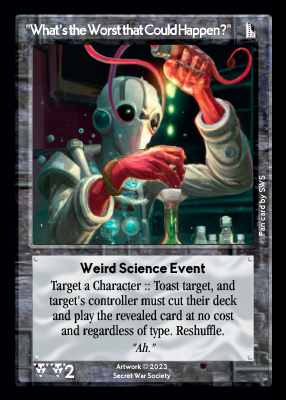 "What's the Worst that Could Happen?"
Fan card by SWS
Weird Science Event
Target a Character :: Toast target, and
target's controller must cut their deck
and play the revealed card at no cost
and regardless of type. Reshuffle.
"Ah."
2
Artwork © 2023
Secret War Society